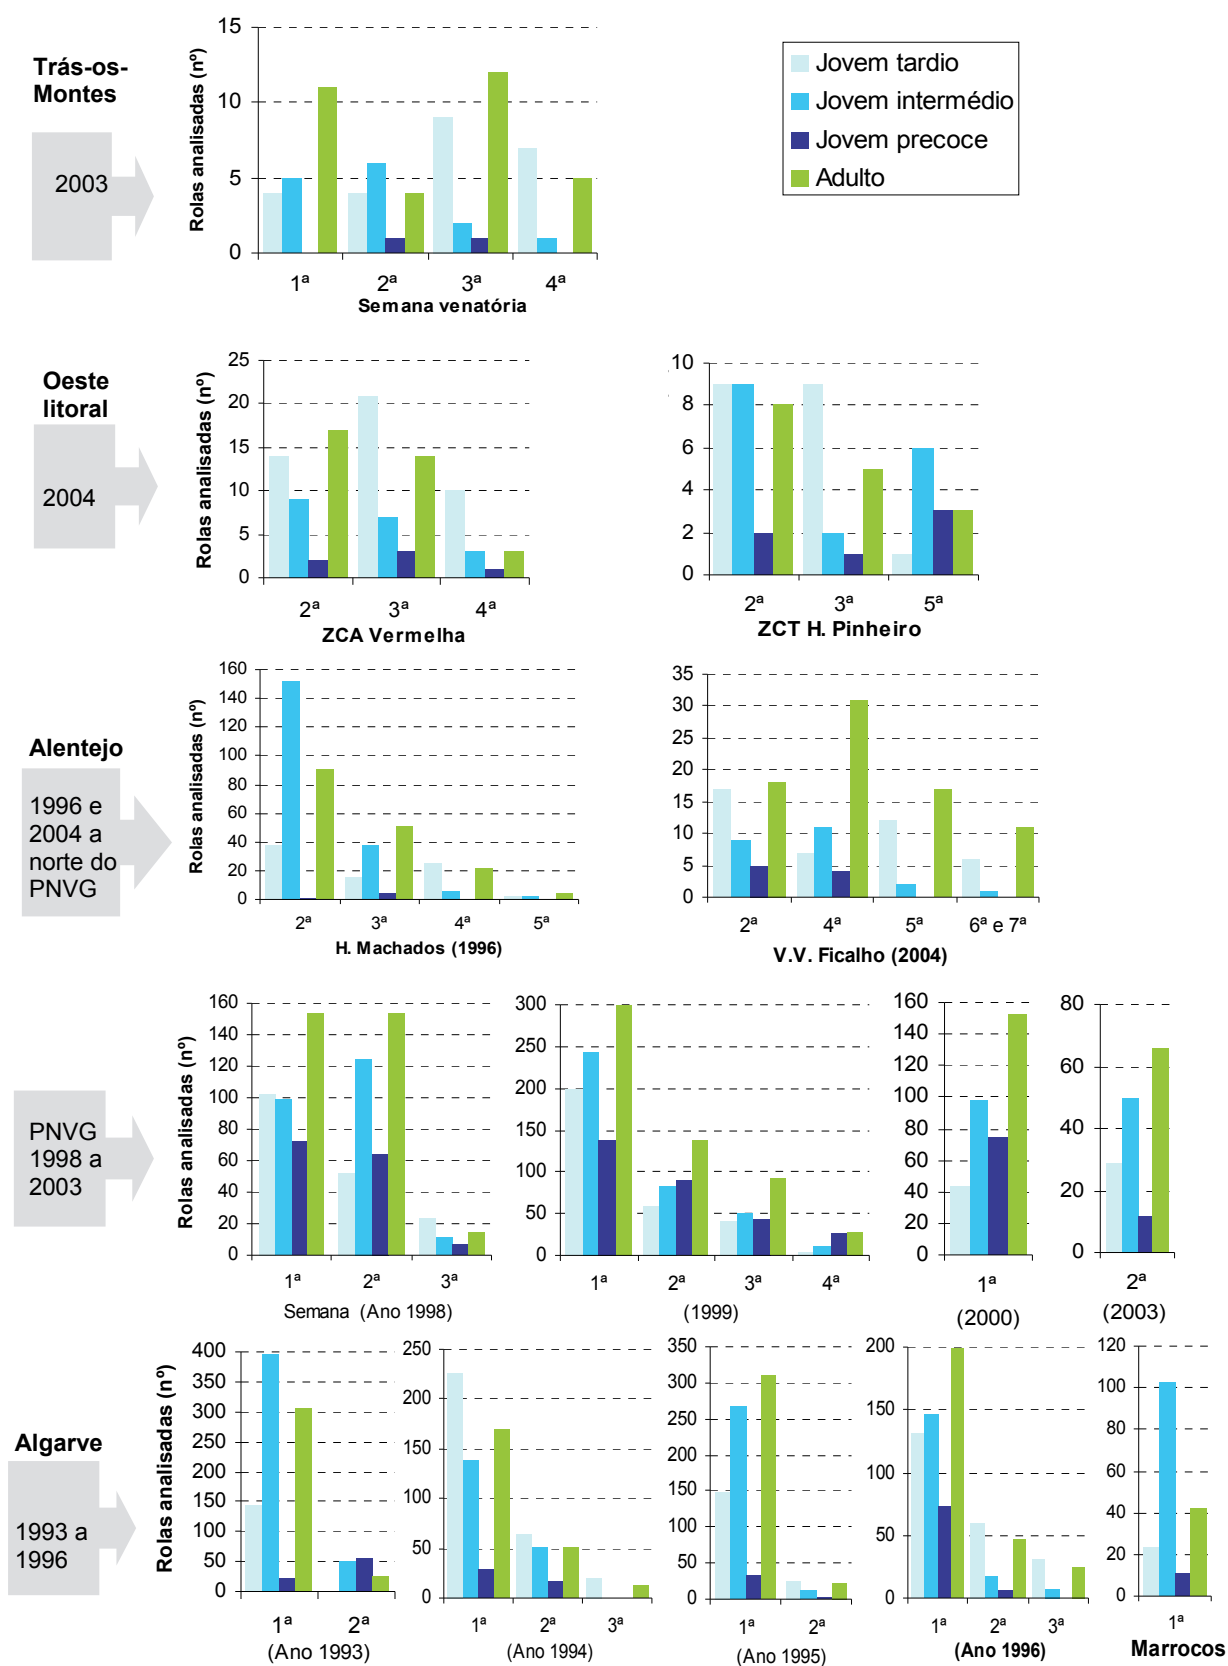 Trás-os-
Montes
2003
Rolas analisadas (nº)
15
10
5
0
1ª 2ª 3ª 4ª
Semana venatória
Jovem tardio
Jovem intermédio
Jovem precoce
Adulto
Oeste
litoral
2004
Rolas analisadas (nº)
25
20
15
10
5
0
2ª 3ª 4ª
ZCA Vermelha
10
8
6
4
2
0
2ª 3ª 5ª
ZCT H. Pinheiro
Alentejo
1996 e
2004 a
norte do
PNVG
Rolas analisadas (nº)
160
140
120
100
80
60
40
20
0
2ª 3ª 4ª 5ª
H. Machados (1996)
35
30
25
20
15
10
5
0
2ª 4ª 5ª 6ª e 7ª
V.V. Ficalho (2004)
PNVG
1998 a
2003
Rolas analisadas (nº)
160
140
120
100
80
60
40
20
0
1ª 2ª 3ª
Semana (Ano 1998)
300
250
200
150
100
50
0
1ª 2ª 3ª 4ª
(1999)
160
140
120
100
80
60
40
20
0
1ª
(2000)
80
60
40
20
0
2ª
(2003)
Algarve
1993 a
1996
Rolas analisadas (nº)
400
350
300
250
200
150
100
50
0
1ª 2ª
(Ano 1993)
250
200
150
100
50
0
1ª 2ª 3ª
(Ano 1994)
350
300
250
200
150
100
50
0
1ª 2ª
(Ano 1995)
200
150
100
50
0
1ª 2ª 3ª
(Ano 1996)
120
100
80
60
40
20
0
1ª
Marrocos